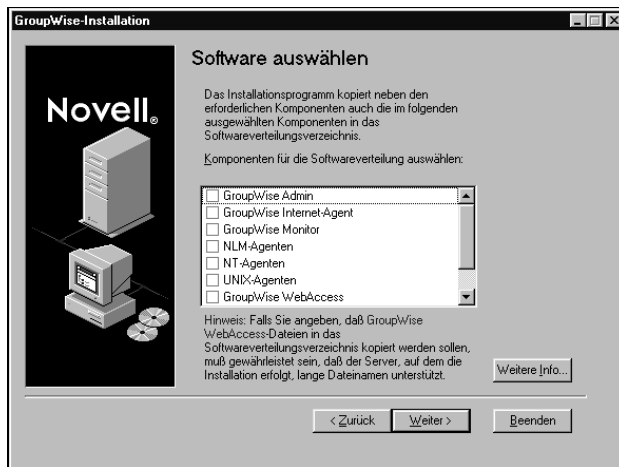 GroupWise-Installation
Software auswählen
Das Installationsprogramm kopiert neben den
erforderlichen Komponenten auch die im folgenden
ausgewählten Komponenten in das
Softwareverteilungsverzeichnis.
Komponenten für die Softwareverteilung auswählen:
Novell®
GroupWise Admin
GroupWise Internet-Agent
GroupWise Monitor
NLM-Agenten
NT-Agenten
UNIX-Agenten
GroupWise WebAccess
Hinweis: Falls Sie angeben, daß GroupWise
WebAccess-Dateien in das
Softwareverteilungsverzeichnis kopiert werden sollen,
muß gewährleistet sein, daß der Server, auf dem die
Installation erfolgt, lange Dateinamen unterstützt.
Weitere Info...
< Zurück
Weiter >
Beenden